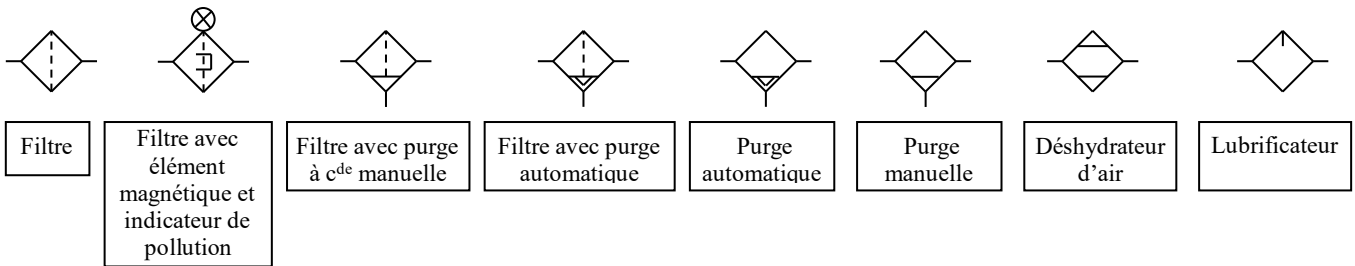 Filtre
Filtre avec
élément
magnétique et
indicateur de
pollution
Filtre avec purge
à cde manuelle
Filtre avec purge
automatique
Purge
automatique
Purge
manuelle
Déshydrateur
d’air
Lubrificateur